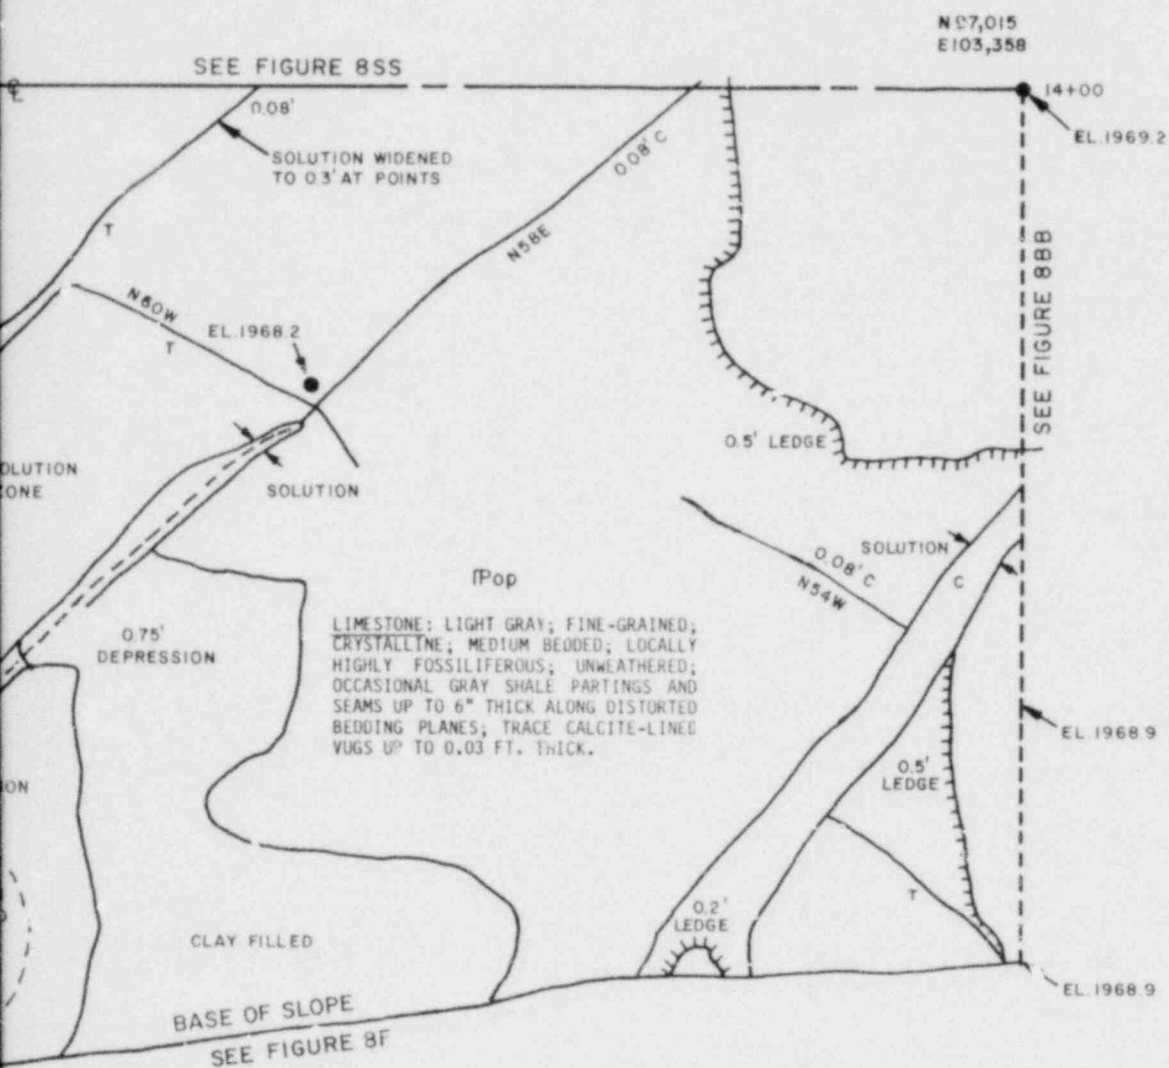 N 97,015
E103,358
SEE FIGURE 8SS
14+00
EL.1969.2
0.08'
SOLUTION WIDENED
TO 0.3' AT POINTS
T
0.08' C
N58E
N60W
T
EL.1968.2
SEE FIGURE 8BB
0.5' LEDGE
OLUTION
ONE
SOLUTION
SOLUTION
0.08' C
N54W
C
ℙop
0.75'
DEPRESSION
LIMESTONE: LIGHT GRAY; FINE-GRAINED,
CRYSTALLINE; MEDIUM BEDDED; LOCALLY
HIGHLY FOSSILIFEROUS; UNWEATHERED;
OCCASIONAL GRAY SHALE PARTINGS AND
SEAMS UP TO 6" THICK ALONG DISTORTED
BEDDING PLANES; TRACE CALCITE-LINED
VUGS UP TO 0.03 FT. THICK.
EL.1968.9
0.5'
LEDGE
ON
T
0.2'
LEDGE
CLAY FILLED
EL.1968.9
BASE OF SLOPE
SEE FIGURE 8F